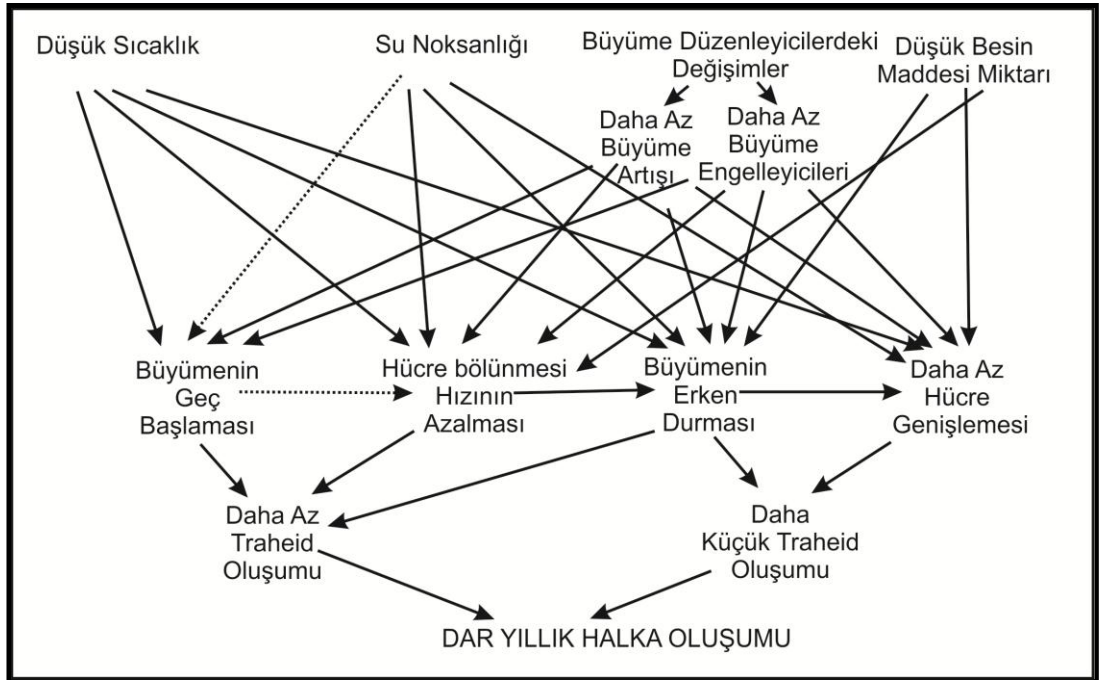 Düşük Sıcaklık
Su Noksanlığı
Büyüme Düzenleyicilerdeki
Değişimler
Düşük Besin
Maddesi Miktarı
Daha Az
Büyüme
Artışı
Daha Az
Büyüme
Engelleyicileri
Büyümenin
Geç
Başlaması
Hücre bölünmesi
Hızının
Azalması
Büyümenin
Erken
Durması
Daha Az
Hücre
Genişlemesi
Daha Az
Traheid
Oluşumu
Daha
Küçük Traheid
Oluşumu
DAR YILLIK HALKA OLUŞUMU